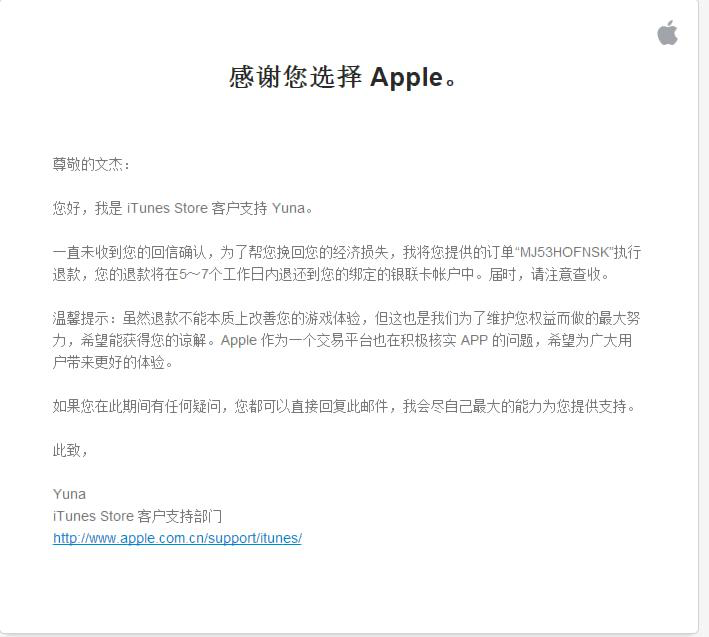 感谢您选择 Apple。
尊敬的文杰：
您好，我是 iTunes Store 客户支持 Yuna。
一直未收到您的回信确认，为了帮您挽回您的经济损失，我将您提供的订单“MJ53HOFNSK”执行
退款，您的退款将在5～7个工作日内退还到您的绑定的银联卡帐户中。届时，请注意查收。
温馨提示：虽然退款不能本质上改善您的游戏体验，但这也是我们为了维护您权益而做的最大努
力，希望能获得您的谅解。Apple 作为一个交易平台也在积极核实 APP 的问题，希望为广大用
户带来更好的体验。
如果您在此期间有任何疑问，您都可以直接回复此邮件，我会尽自己最大的能力为您提供支持。
此致，
Yuna
iTunes Store 客户支持部门
http://www.apple.com.cn/support/itunes/